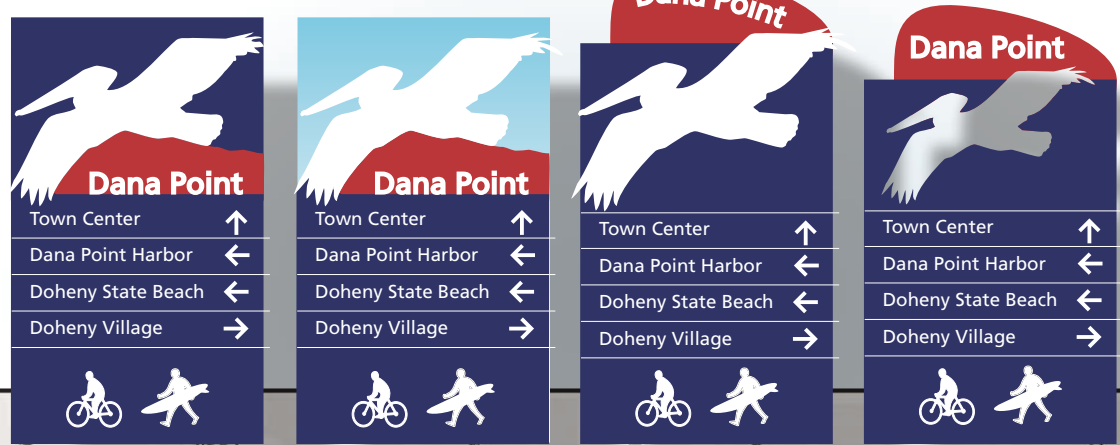 Dana Point
Town Center
Dana Point Harbor
Doheny State Beach
Doheny Village
Dana Point
Town Center
Dana Point Harbor
Doheny State Beach
Doheny Village
Dana Point
Town Center
Dana Point Harbor
Doheny State Beach
Doheny Village
Dana Point
Town Center
Dana Point Harbor
Doheny State Beach
Doheny Village